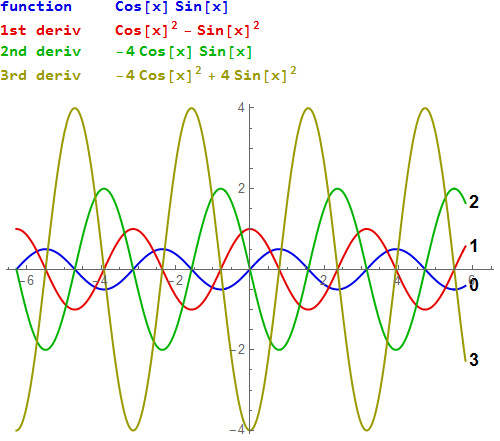 function Cos[x] Sin[x]
1st deriv Cos[x]² - Sin[x]²
2nd deriv -4 Cos[x] Sin[x]
3rd deriv -4 Cos[x]² + 4 Sin[x]²
4
2
2
1
-6 -4 -2 2 4 6
0
-2
3
-4